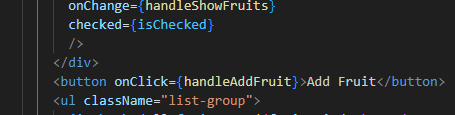 onChange={handleShowFruits}
checked={isChecked}
/>
</div>
<button onClick={handleAddFruit}>Add Fruit</button>
<ul className="list-group">